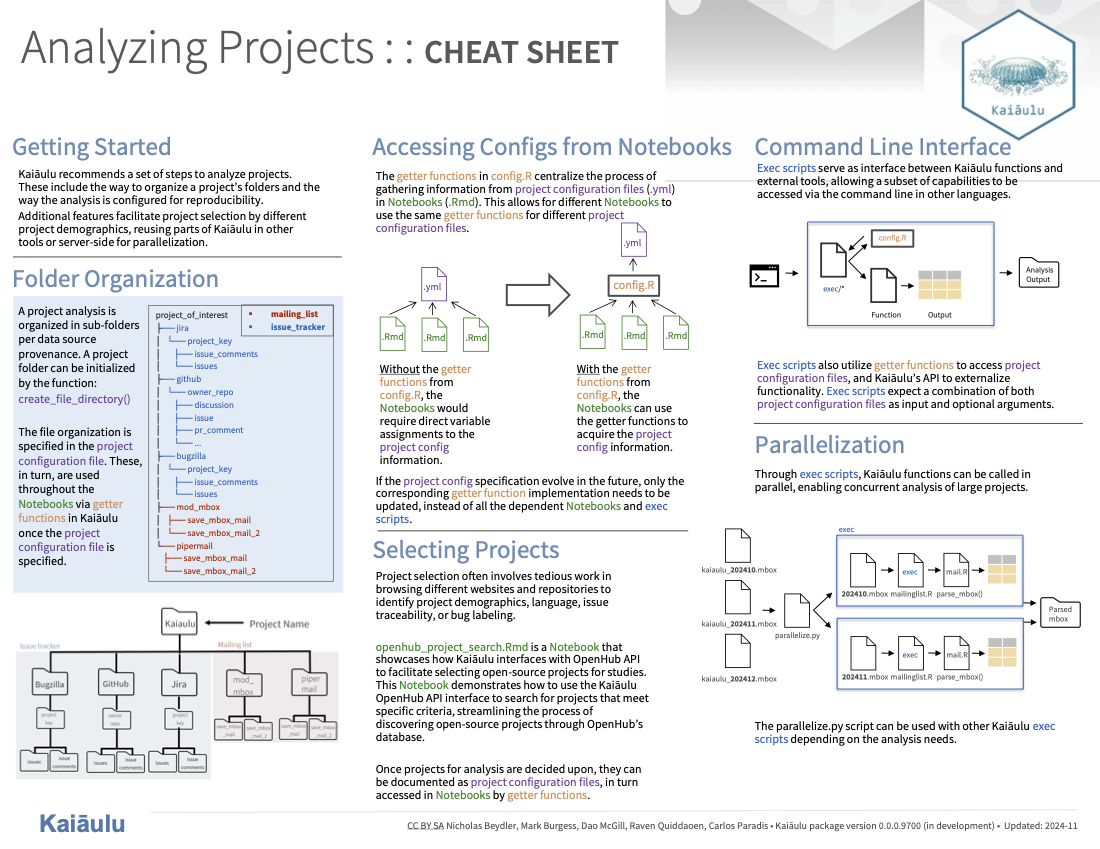 Analyzing Projects : : CHEAT SHEET
Kaiāulu
Getting Started
Kaiāulu recommends a set of steps to analyze projects.
These include the way to organize a project's folders and the
way the analysis is configured for reproducibility.
Additional features facilitate project selection by different
project demographics, reusing parts of Kaiāulu in other
tools or server-side for parallelization.
Folder Organization
A project analysis is
organized in sub-folders
per data source
provenance. A project
folder can be initialized
by the function:
create_file_directory()
The file organization is
specified in the project
configuration file. These,
in turn, are used
throughout the
Notebooks via getter
functions in Kaiāulu
once the project
configuration file is
specified.
▪ mailing_list
▪ issue_tracker
project_of_interest
├── jira
└── project_key
├── issue_comments
└── issues
├── github
└── owner_repo
├── discussion
├── issue
├── pr_comment
└── ...
├── bugzilla
└── project_key
├── issue_comments
└── issues
├── mod_mbox
├── save_mbox_mail
└── save_mbox_mail_2
└── pipermail
├── save_mbox_mail
└── save_mbox_mail_2
Kaiaulu
Project Name
Issue tracker
Mailing list
Bugzilla
GitHub
Jira
mod_
mbox
piper
mail
project
key
owner
repo
project
key
save_mbox
_mail
save_mbox
_mail_2
save_mbox
_mail
save_mbox
_mail_2
issues
issue
comments
issues
issue
comments
issues
issue
comments
Accessing Configs from Notebooks
The getter functions in config.R centralize the process of
gathering information from project configuration files (.yml)
in Notebooks (.Rmd). This allows for different Notebooks to
use the same getter functions for different project
configuration files.
.yml
.Rmd
.Rmd
.Rmd
.yml
config.R
.Rmd
.Rmd
.Rmd
Without the getter
functions from
config.R, the
Notebooks would
require direct variable
assignments to the
project config
information.
With the getter
functions from
config.R, the
Notebooks can use
the getter functions to
acquire the project
config information.
If the project config specification evolve in the future, only the
corresponding getter function implementation needs to be
updated, instead of all the dependent Notebooks and exec
scripts.
Selecting Projects
Project selection often involves tedious work in
browsing different websites and repositories to
identify project demographics, language, issue
traceability, or bug labeling.
openhub_project_search.Rmd is a Notebook that
showcases how Kaiāulu interfaces with OpenHub API
to facilitate selecting open-source projects for studies.
This Notebook demonstrates how to use the Kaiāulu
OpenHub API interface to search for projects that meet
specific criteria, streamlining the process of
discovering open-source projects through OpenHub's
database.
Once projects for analysis are decided upon, they can
be documented as project configuration files, in turn
accessed in Notebooks by getter functions.
Command Line Interface
Exec scripts serve as interface between Kaiāulu functions and
external tools, allowing a subset of capabilities to be
accessed via the command line in other languages.
config.R
exec/*
Function
Output
Analysis
Output
Exec scripts also utilize getter functions to access project
configuration files, and Kaiāulu's API to externalize
functionality. Exec scripts expect a combination of both
project configuration files as input and optional arguments.
Parallelization
Through exec scripts, Kaiāulu functions can be called in
parallel, enabling concurrent analysis of large projects.
kaiaulu_202410.mbox
kaiaulu_202411.mbox
kaiaulu_202412.mbox
parallelize.py
exec
exec
mail.R
202410.mbox mailinglist.R parse_mbox()
exec
mail.R
202411.mbox mailinglist.R parse_mbox()
Parsed
mbox
The parallelize.py script can be used with other Kaiāulu exec
scripts depending on the analysis needs.
Kaiāulu
CC BY SA Nicholas Beydler, Mark Burgess, Dao McGill, Raven Quiddaoen, Carlos Paradis • Kaiāulu package version 0.0.0.9700 (in development) • Updated: 2024-11